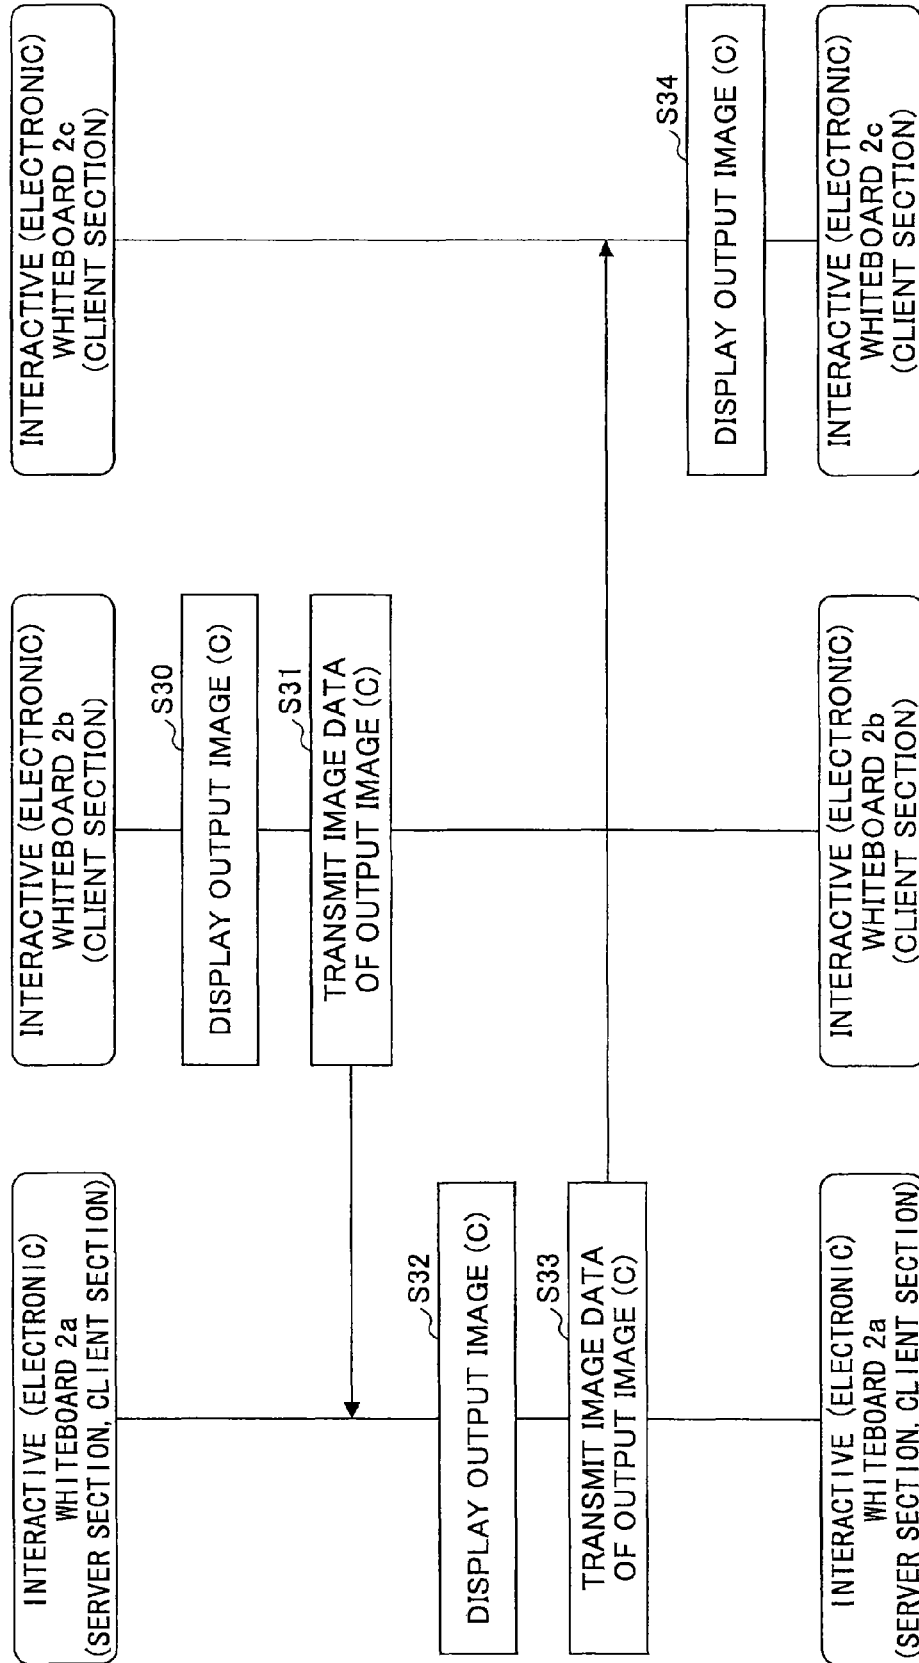 INTERACTIVE (ELECTRONIC)
WHITEBOARD 2a
(SERVER SECTION, CLIENT SECTION)
INTERACTIVE (ELECTRONIC)
WHITEBOARD 2b
(CLIENT SECTION)
INTERACTIVE (ELECTRONIC)
WHITEBOARD 2c
(CLIENT SECTION)
S30
DISPLAY OUTPUT IMAGE (C)
S31
TRANSMIT IMAGE DATA
OF OUTPUT IMAGE (C)
S32
DISPLAY OUTPUT IMAGE (C)
S33
TRANSMIT IMAGE DATA
OF OUTPUT IMAGE (C)
S34
DISPLAY OUTPUT IMAGE (C)
INTERACTIVE (ELECTRONIC)
WHITEBOARD 2a
(SERVER SECTION, CLIENT SECTION)
INTERACTIVE (ELECTRONIC)
WHITEBOARD 2b
(CLIENT SECTION)
INTERACTIVE (ELECTRONIC)
WHITEBOARD 2c
(CLIENT SECTION)